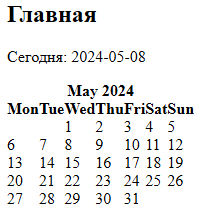 Главная
Сегодня: 2024-05-08
May 2024
MonTueWedThuFriSatSun
1 2 3 4 5
6 7 8 9 10 11 12
13 14 15 16 17 18 19
20 21 22 23 24 25 26
27 28 29 30 31